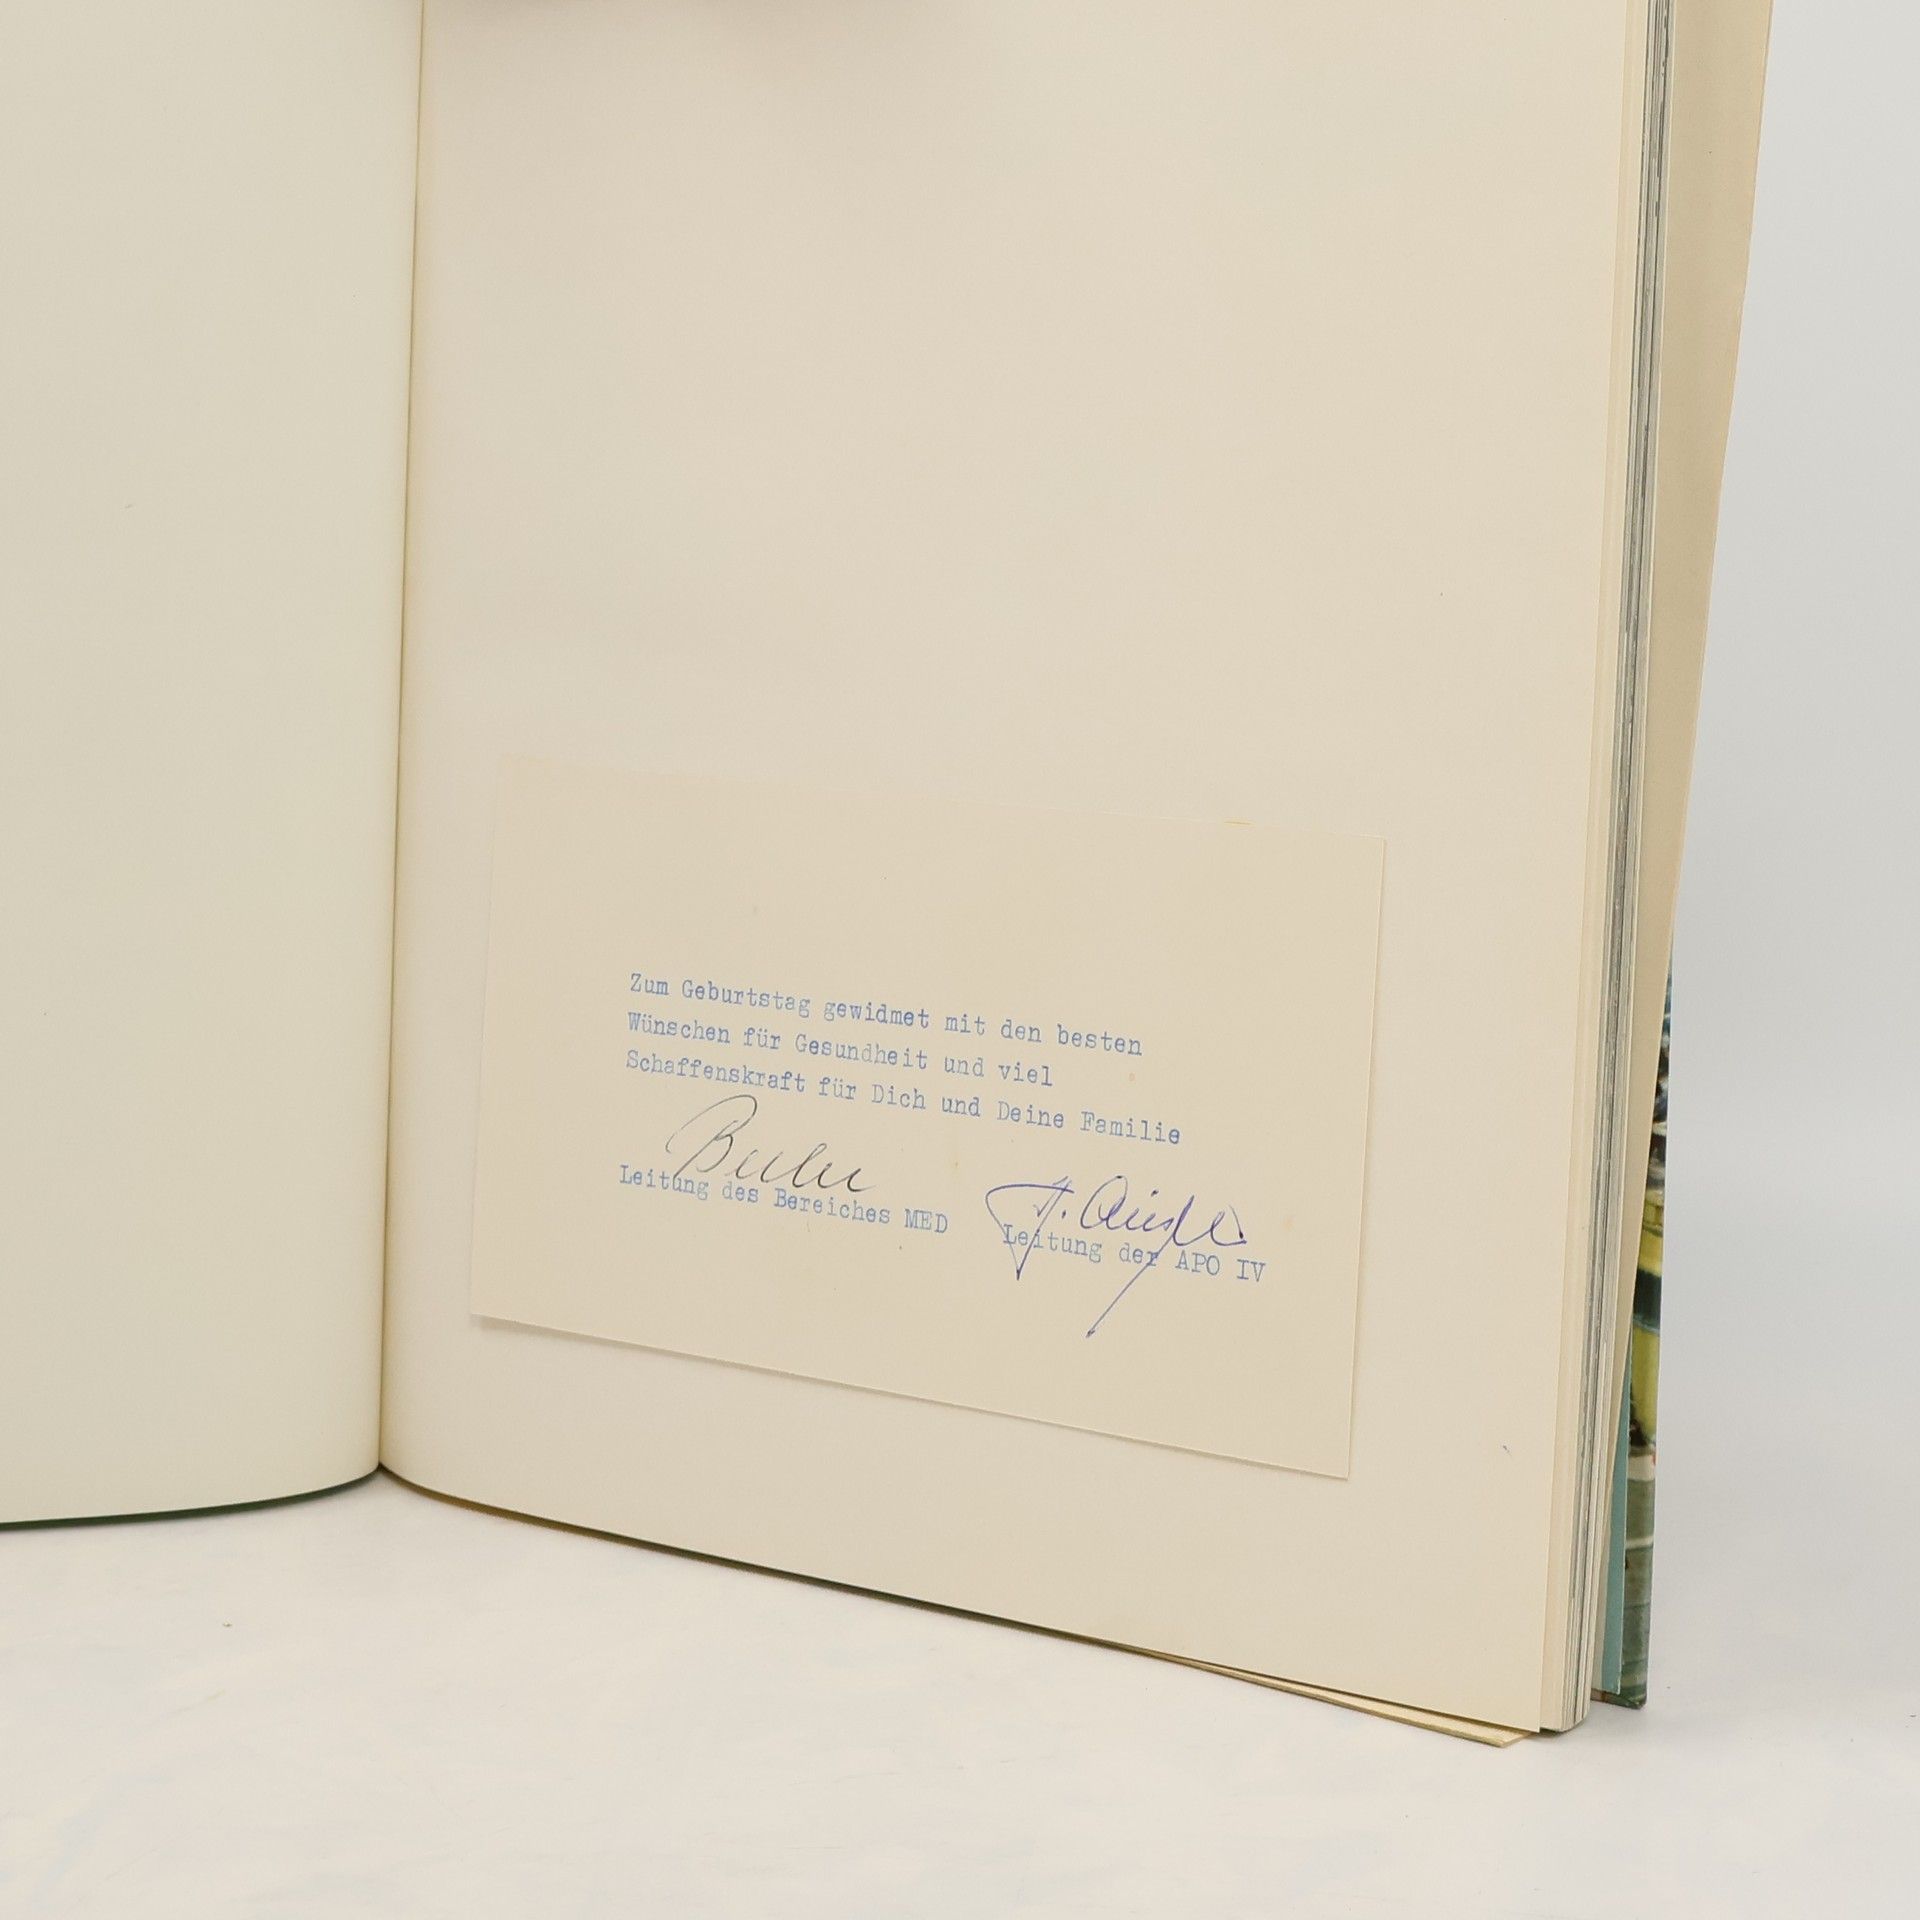 Zum Geburtstag gewidmet mit den besten
Wünschen für Gesundheit und viel
Schaffenskraft für Dich und Deine Familie
Leitung des Bereiches MED
Leitung der APO IV